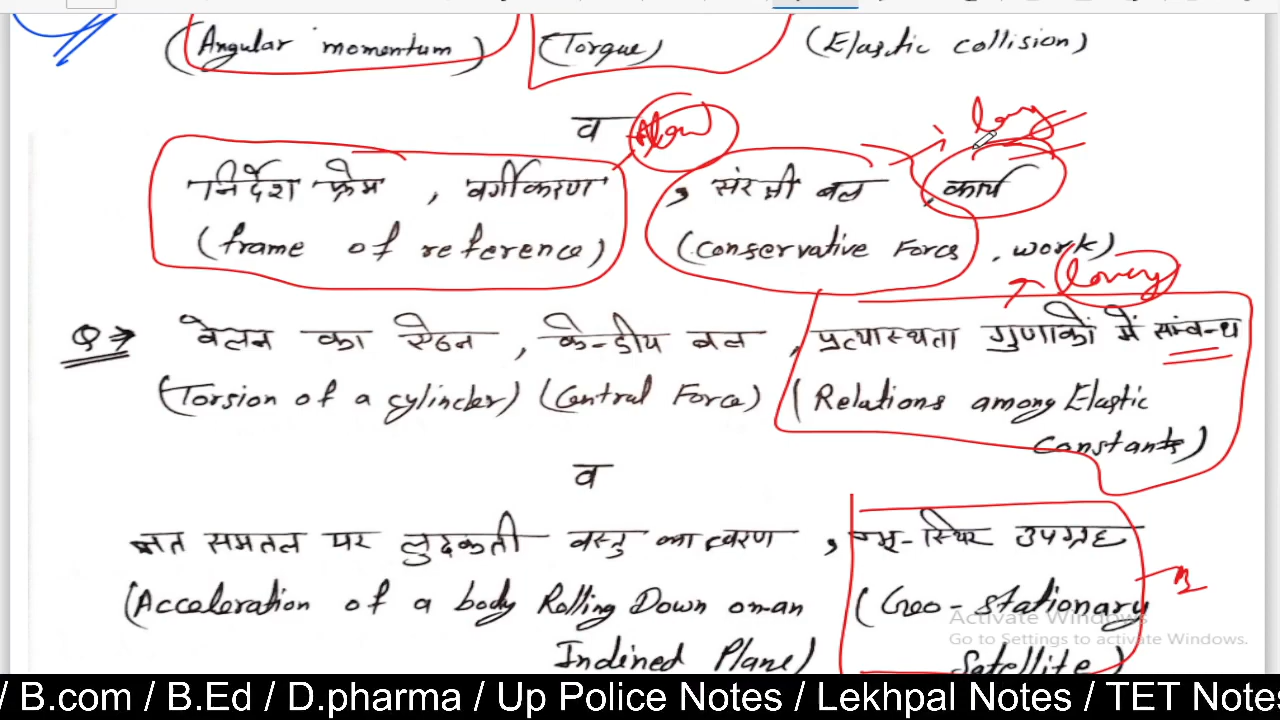 (Angular momentum) (Torque) (Elastic collision)
व
निर्देश फ्रेम , वर्गीकरण , संरक्षी बल , कार्य
(frame of reference) (conservative Force , work)
Q ⇒ बेलन का ऐंठन , केन्द्रीय बल , प्रत्यास्थता गुणाकों में सांबन्ध
(Torsion of a cylinder) (Central Force) (Relations among Elastic
Constants)
व
नत समतल पर लुढकती वस्तु का त्वरण , भू-स्थिर उपग्रह
(Acceleration of a body Rolling Down on an (Geo-stationary
Inclined Plane) Satellite)
long
Activate Windows
Go to Settings to activate Windows.
/ B.com / B.Ed / D.pharma / Up Police Notes / Lekhpal Notes / TET Notes